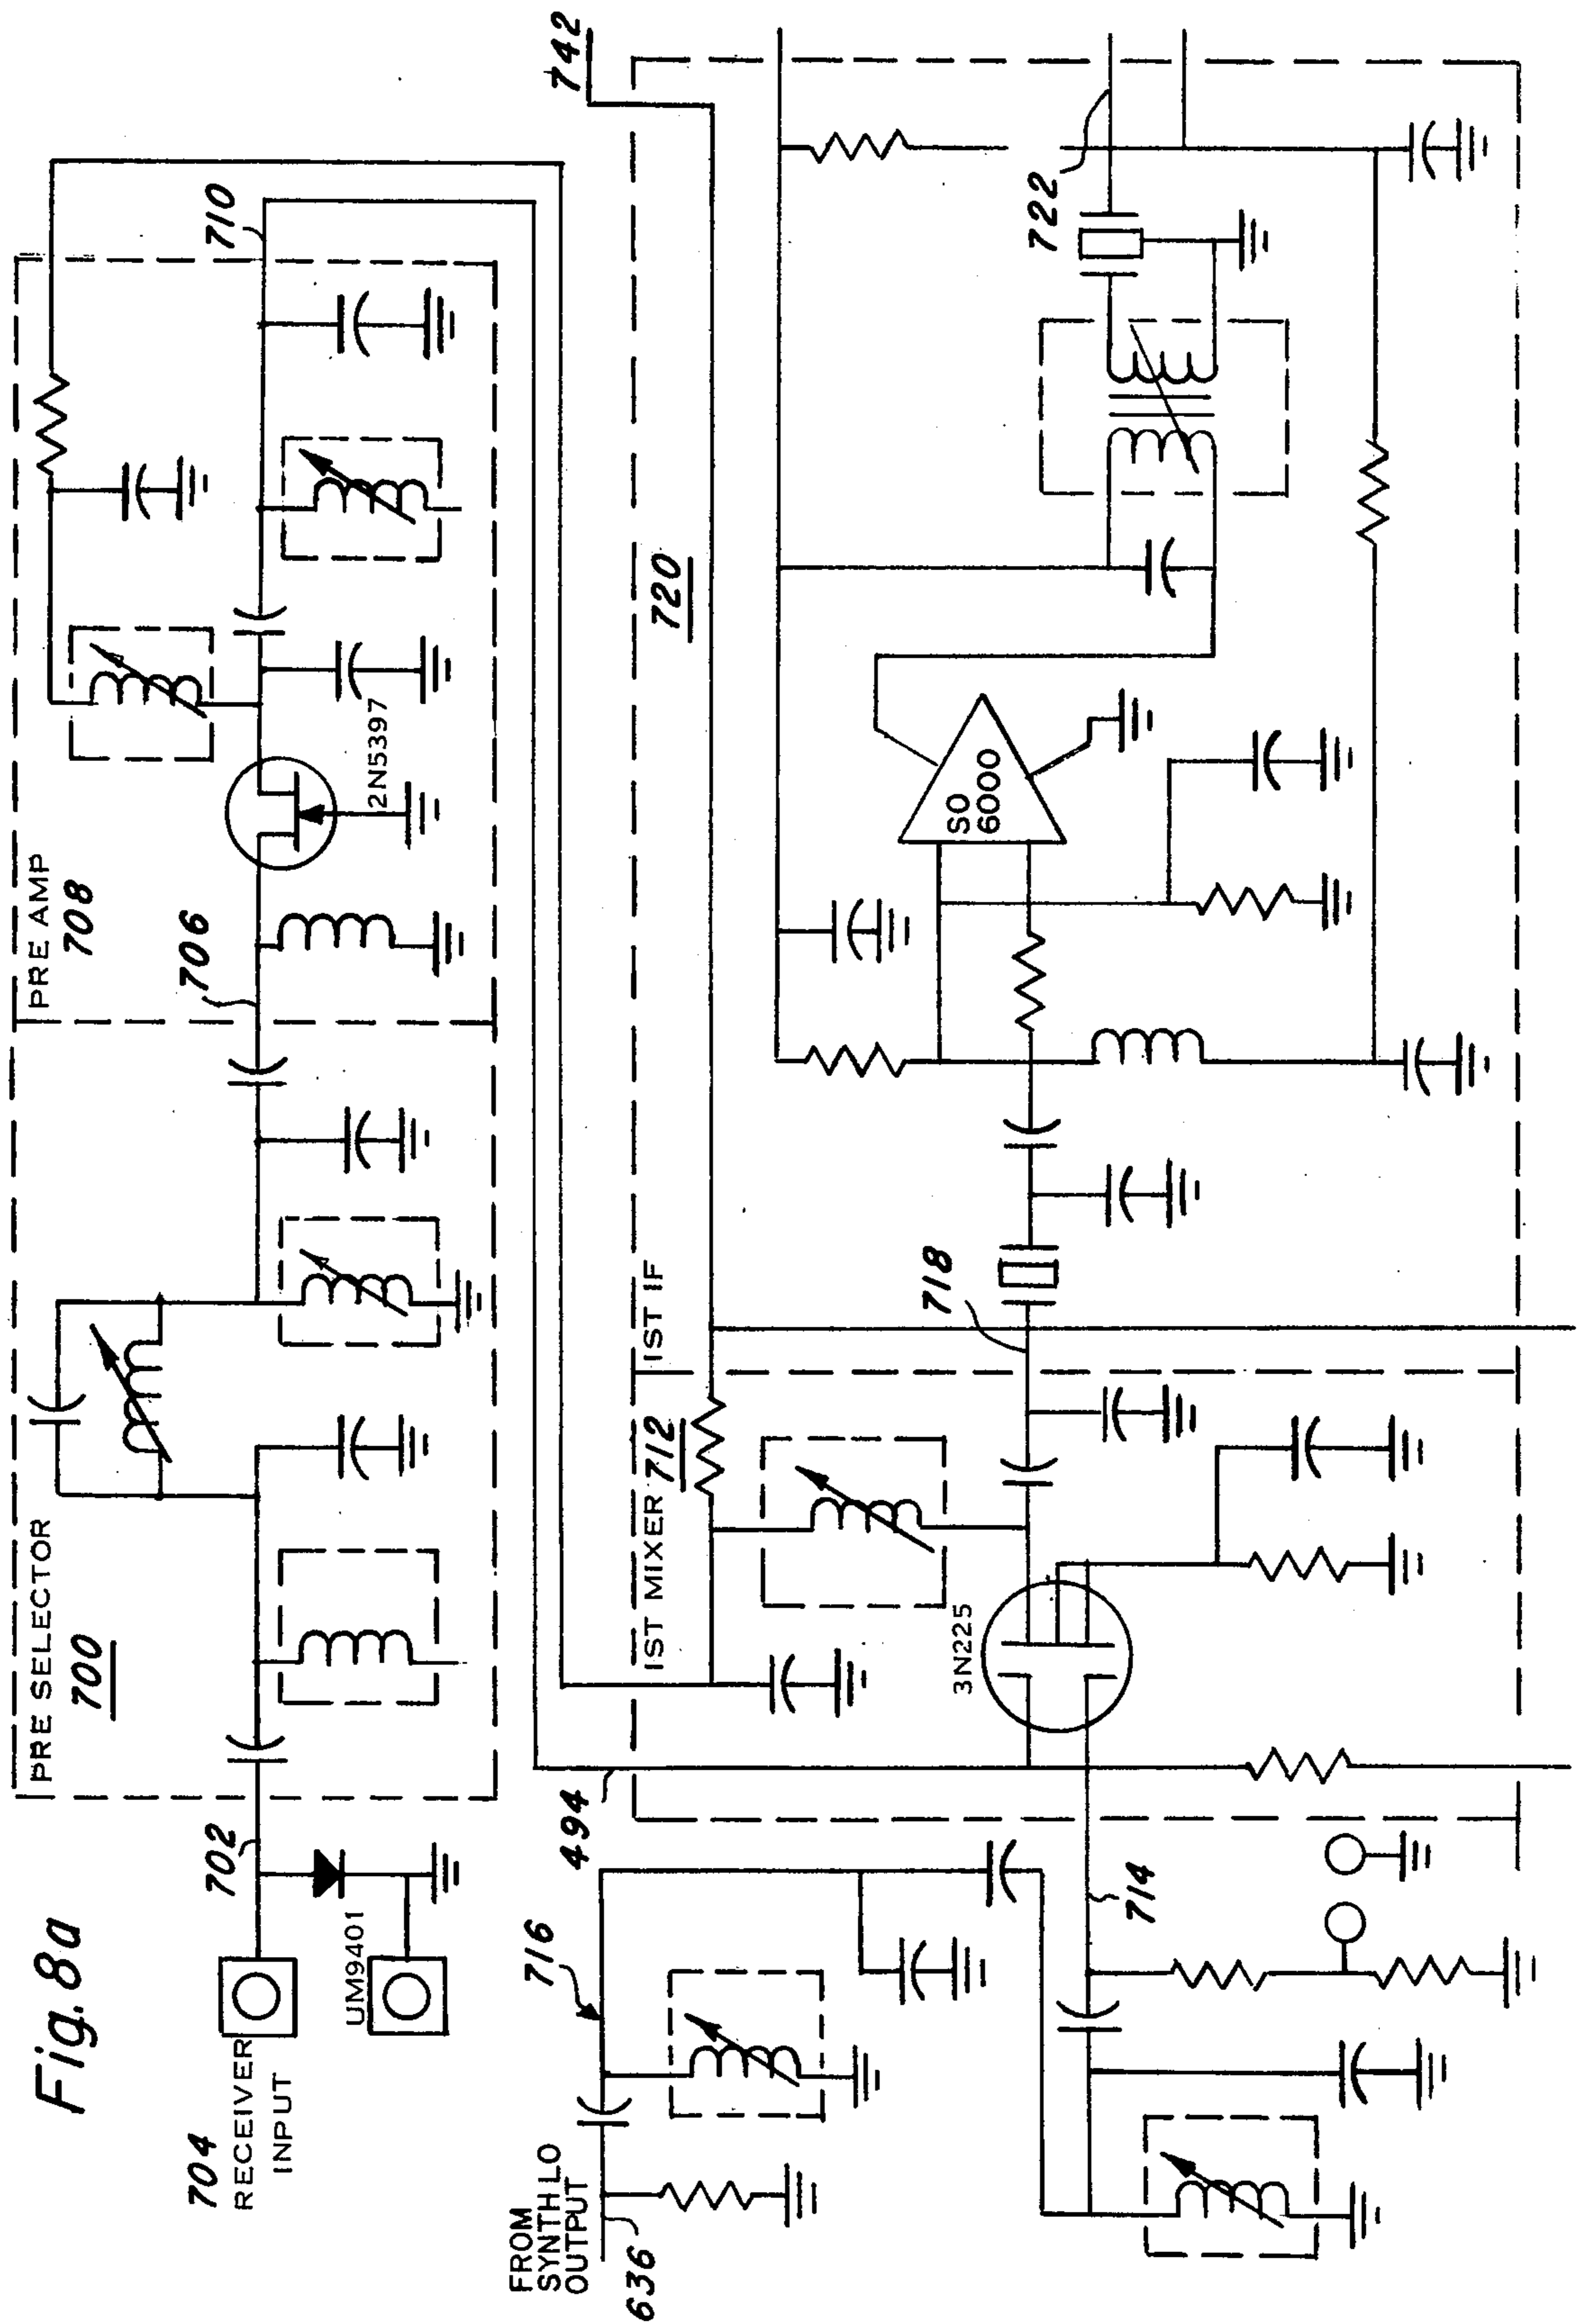 Fig. 8a
704
RECEIVER
INPUT
UM9401
702
PRE SELECTOR
700
706
PRE AMP
708
2N5397
710
FROM
SYNTH LO
OUTPUT
636
716
494
714
IST MIXER 712
3N225
IST IF
718
720
SO
6000
722
742